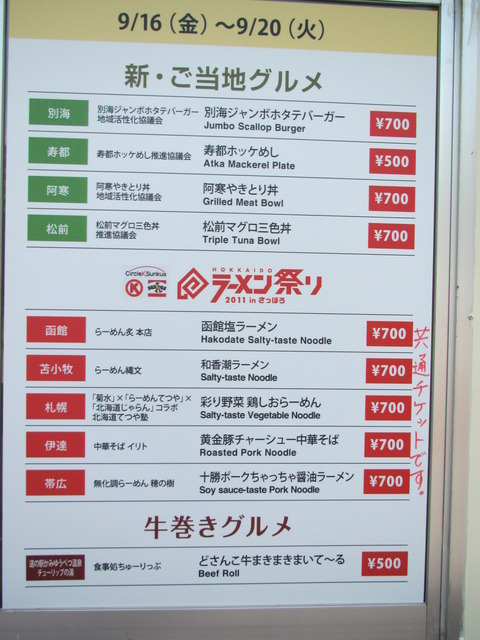 9/16（金）〜9/20（火）
新・ご当地グルメ
別海 別海ジャンボホタテバーガー 別海ジャンボホタテバーガー ¥700
地域活性化協議会 Jumbo Scallop Burger
寿都 寿都ホッケめし推進協議会 寿都ホッケめし ¥500
Atka Mackerel Plate
阿寒 阿寒やきとり丼 阿寒やきとり丼 ¥700
地域活性化協議会 Grilled Meat Bowl
松前 松前マグロ三色丼 松前マグロ三色丼 ¥700
推進協議会 Triple Tuna Bowl
CircleKSunkus
K
HOKKAIDO
ラーメン祭り
2011 in さっぽろ
函館 らーめん炙 本店 函館塩ラーメン ¥700
Hakodate Salty-taste Noodle
苫小牧 らーめん縄文 和香潮ラーメン ¥700
Salty-taste Noodle
札幌 「菊水」×「らーめんてつや」× 彩り野菜 鶏しおらーめん ¥700
「北海道じゃらん」コラボ Salty-taste Vegetable Noodle
北海道てつや塾
伊達 中華そば イリト 黄金豚チャーシュー中華そば ¥700
Roasted Pork Noodle
帯広 無化調らーめん 穂の樹 十勝ポークちゃっちゃ醤油ラーメン ¥700
Soy sauce-taste Pork Noodle
共通チケットです。
牛巻きグルメ
道の駅かみゆうべつ温泉 食事処ちゅーりっぷ どさんこ牛まきまきまいて〜る ¥500
チューリップの湯 Beef Roll